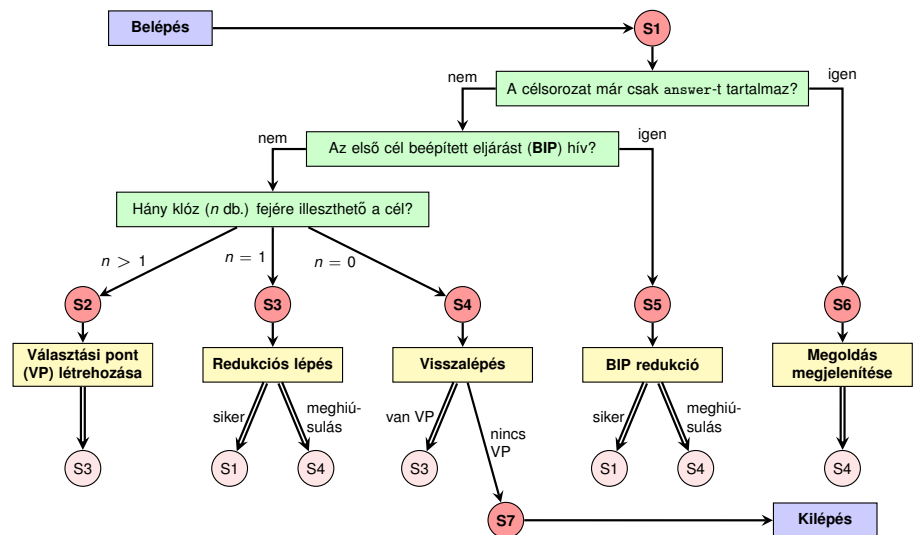 Belépés
S1
A célsorozat már csak answer-t tartalmaz?
nem
igen
Az első cél beépített eljárást (BIP) hív?
nem
igen
Hány klóz (n db.) fejére illeszthető a cél?
n > 1
n = 1
n = 0
S2
S3
S4
S5
S6
Választási pont
(VP) létrehozása
Redukciós lépés
Visszalépés
BIP redukció
Megoldás
megjelenítése
siker
meghiú-
sulás
van VP
nincs
VP
siker
meghiú-
sulás
S3
S1
S4
S3
S1
S4
S4
S7
Kilépés